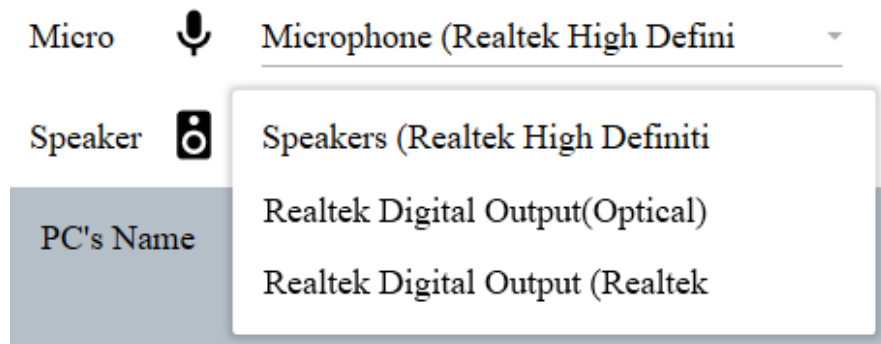 Micro Microphone (Realtek High Defini
Speaker Speakers (Realtek High Definiti
Realtek Digital Output(Optical)
PC's Name
Realtek Digital Output (Realtek